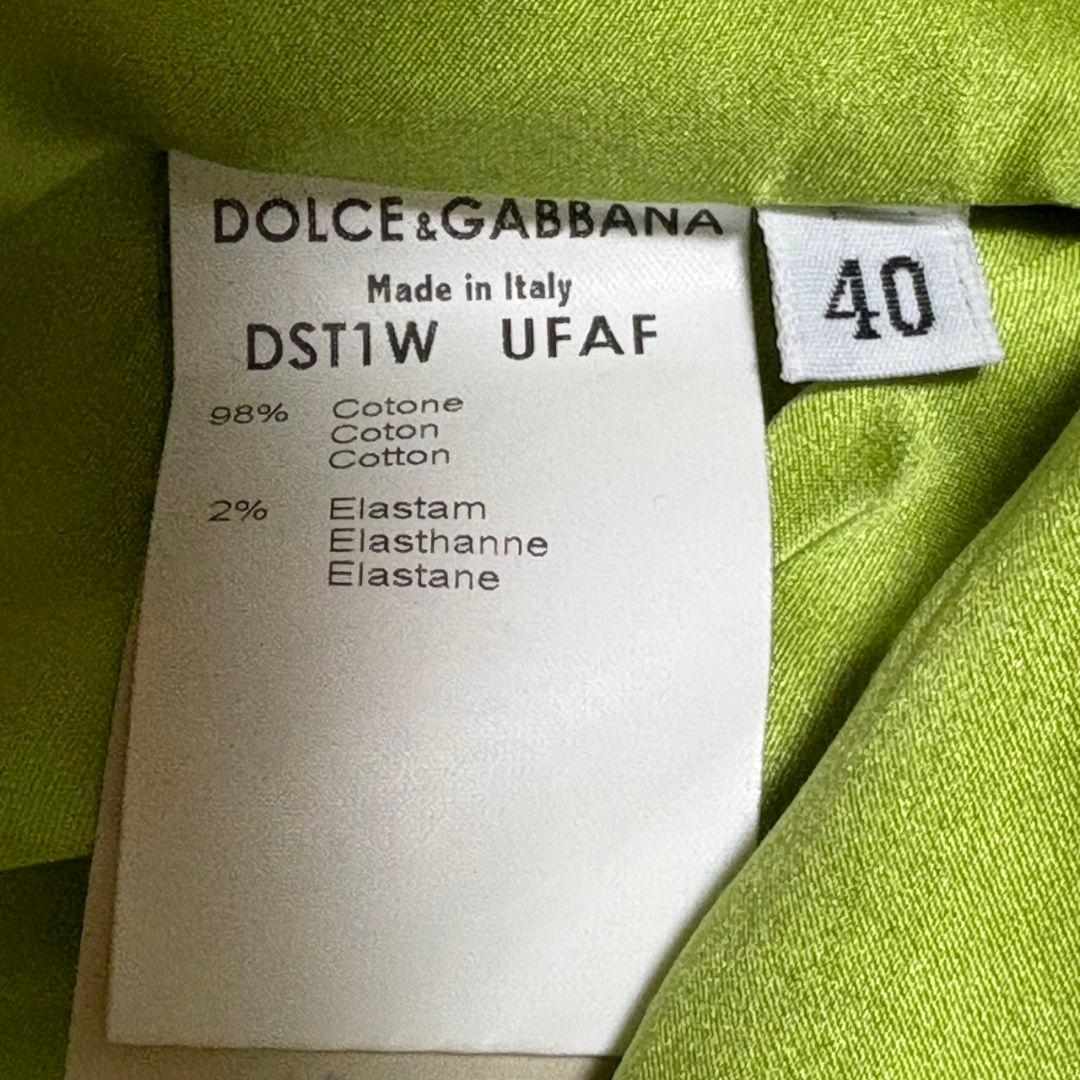 DOLCE&GABBANA
Made in Italy
DST1W UFAF
98% Cotone
Coton
Cotton
2% Elastam
Elasthanne
Elastane
40